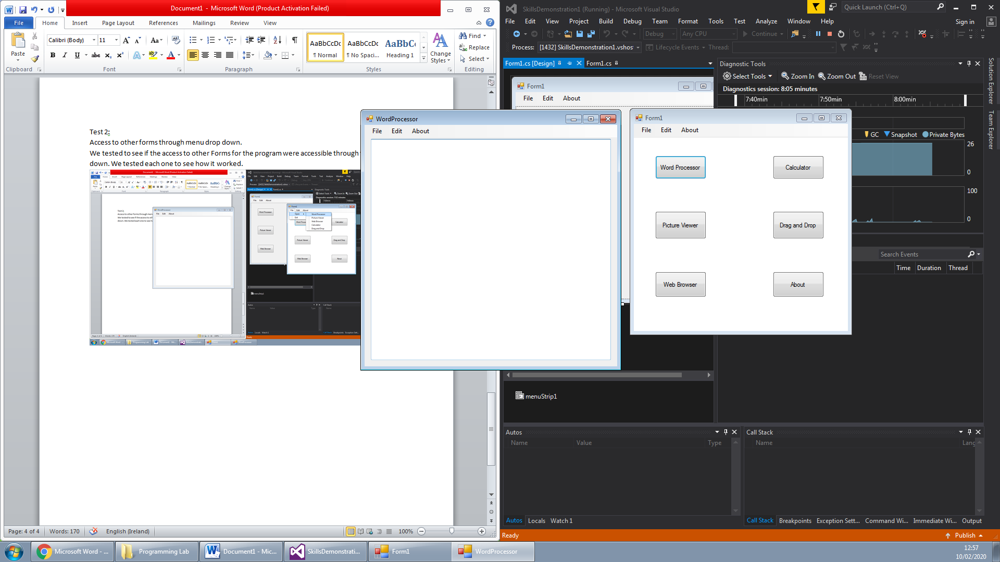 Document1 - Microsoft Word (Product Activation Failed)
File Home Insert Page Layout References Mailings Review View
Calibri (Body) 11
Paste
Clipboard Font Paragraph Styles Editing
AaBbCcDc AaBbCcDc AaBbCc
¶ Normal ¶ No Spaci... Heading 1
Change Styles
Find
Replace
Select
Test 2;
Access to other forms through menu drop down.
We tested to see if the access to other Forms for the program were accessible through
down. We tested each one to see how it worked.
Page: 4 of 4 Words: 170 English (Ireland) 100%
SkillsDemonstration1 (Running) - Microsoft Visual Studio
Quick Launch (Ctrl+Q)
File Edit View Project Build Debug Team Format Tools Test Analyze Window Help
Sign in
Debug Any CPU Continue
Process: [1432] SkillsDemonstration1.vshos Lifecycle Events Thread:
Form1.cs [Design] Form1.cs
Form1
File Edit About
Diagnostic Tools
Select Tools Zoom In Zoom Out Reset View
Diagnostics session: 8:05 minutes
7:40min 7:50min 8:00min
GC Snapshot Private Bytes
26
0
100
0
Search Events
Time Duration Thread
Solution Explorer
Team Explorer
WordProcessor
File Edit About
Form1
File Edit About
Word Processor Calculator
Picture Viewer Drag and Drop
Web Browser About
menuStrip1
Autos
Name Value Type
Autos Locals Watch 1
Call Stack
Name Lang
Call Stack Breakpoints Exception Sett... Command Wi... Immediate Wi... Output
Ready
Publish
Microsoft Word - ... Programming Lab Document1 - Mic... SkillsDemonstrati... Form1 WordProcessor
12:57
10/02/2020